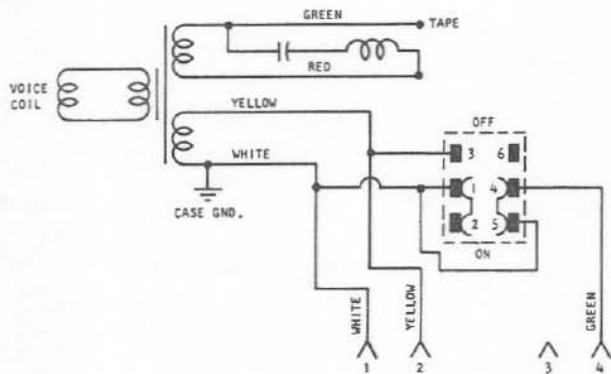 GREEN
TAPE
RED
VOICE
COIL
YELLOW
OFF
3 6
WHITE
1 4
CASE GND.
2 5
ON
WHITE
YELLOW
GREEN
1 2 3 4